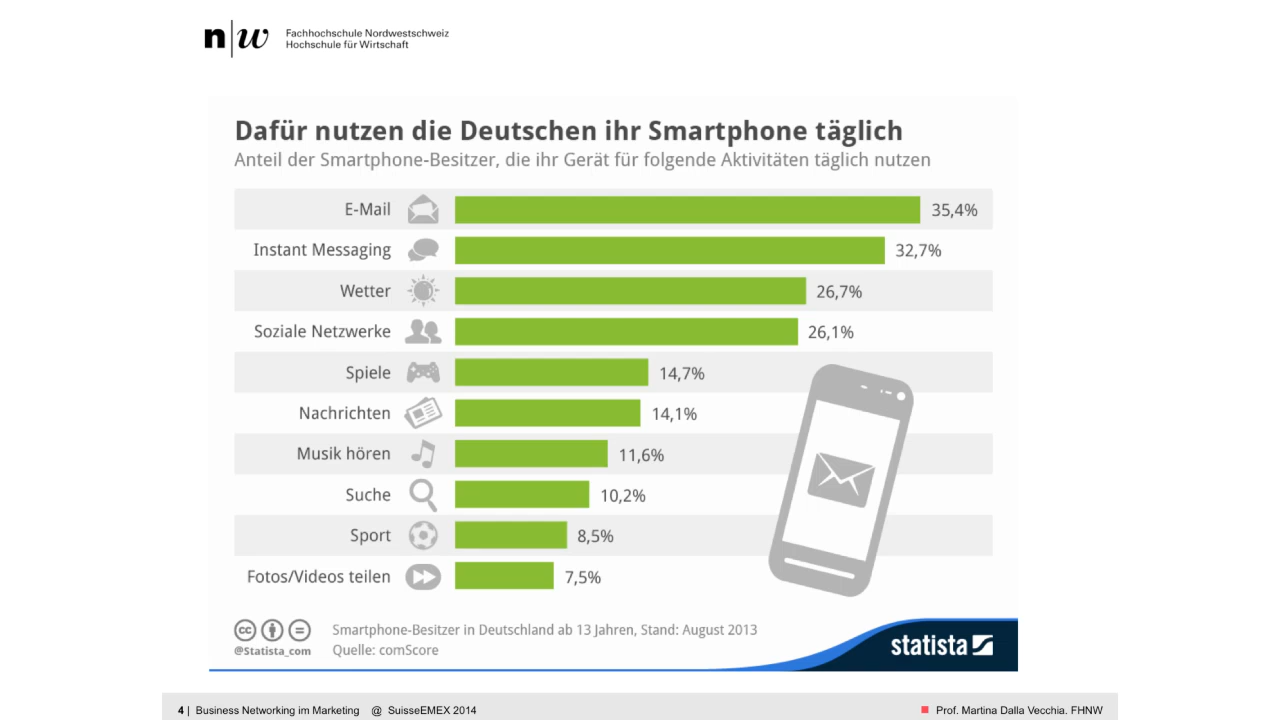 n|w Fachhochschule Nordwestschweiz
Hochschule für Wirtschaft
Dafür nutzen die Deutschen ihr Smartphone täglich
Anteil der Smartphone-Besitzer, die ihr Gerät für folgende Aktivitäten täglich nutzen
E-Mail 35,4%
Instant Messaging 32,7%
Wetter 26,7%
Soziale Netzwerke 26,1%
Spiele 14,7%
Nachrichten 14,1%
Musik hören 11,6%
Suche 10,2%
Sport 8,5%
Fotos/Videos teilen 7,5%
cc = Smartphone-Besitzer in Deutschland ab 13 Jahren, Stand: August 2013
@Statista_com Quelle: comScore
statista
4 | Business Networking im Marketing @ SuisseEMEX 2014 Prof. Martina Dalla Vecchia. FHNW